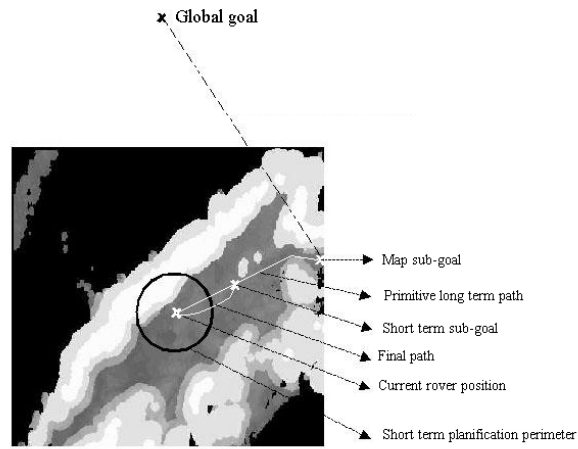 Global goal
Map sub-goal
Primitive long term path
Short term sub-goal
Final path
Current rover position
Short term planification perimeter